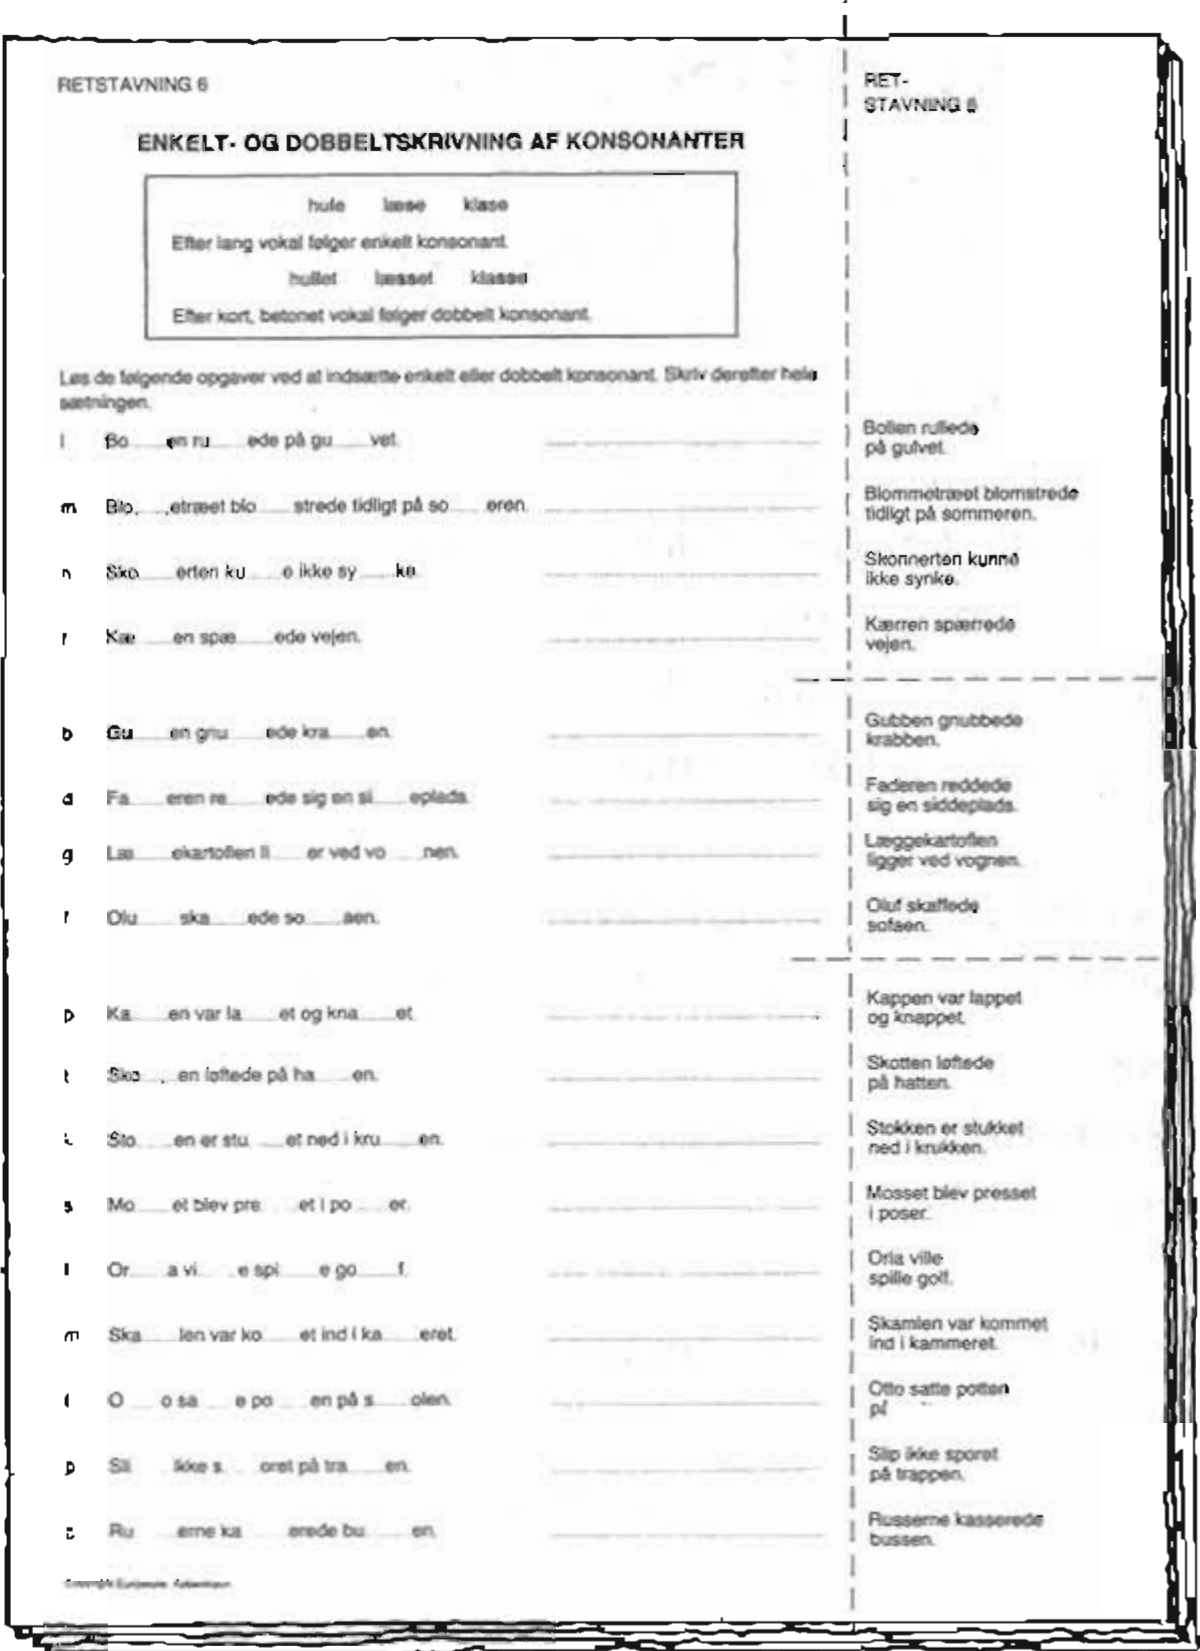 RETSTAVNING 6
ENKELT- OG DOBBELTSKRIVNING AF KONSONANTER
hule læse klase
Efter lang vokal følger enkelt konsonant.
hullet læsset klasse
Efter kort, betonet vokal følger dobbelt konsonant.
Løs de følgende opgaver ved at indsætte enkelt eller dobbelt konsonant. Skriv derefter hele
sætningen.
l Bo.....en ru.....ede på gu.....vet.
m Blo.....etræet blo.....strede tidligt på so.....eren.
n Sko.....erten ku.....e ikke sy.....ke
r Kæ.....en spæ.....ede vejen.
b Gu.....en gnu.....ede kra.....en.
d Fa.....eren re.....ede sig en si.....eplads.
g Læ.....ekartoflen li.....er ved vo.....nen.
f Olu.....ska.....ede so.....aen.
p Ka.....en var la.....et og kna.....et
t Sko.....en løftede på ha.....en.
k Sto.....en er stu.....et ned i kru.....en.
s Mo.....et blev pre.....et i po.....er.
l Or.....a vi.....e spi.....e go.....f.
m Ska.....len var ko.....et ind i ka.....eret.
t O.....o sa.....e po.....en på s.....olen.
p Sli.....ikke s.....oret på tra.....en.
s Ru.....erne ka.....erede bu.....en.
RET-
STAVNING 6
Bollen rullede
på gulvet.
Blommetræet blomstrede
tidligt på sommeren.
Skonnerten kunne
ikke synke.
Kærren spærrede
vejen.
Gubben gnubbede
krabben.
Faderen reddede
sig en siddeplads.
Læggekartoflen
ligger ved vognen.
Oluf skaffede
sofaen.
Kappen var lappet
og knappet.
Skotten løftede
på hatten.
Stokken er stukket
ned i krukken.
Mosset blev presset
i poser.
Orla ville
spille golf.
Skamlen var kommet
ind i kammeret.
Otto satte potten
Slip ikke sporet
på trappen.
Russerne kasserede
bussen.